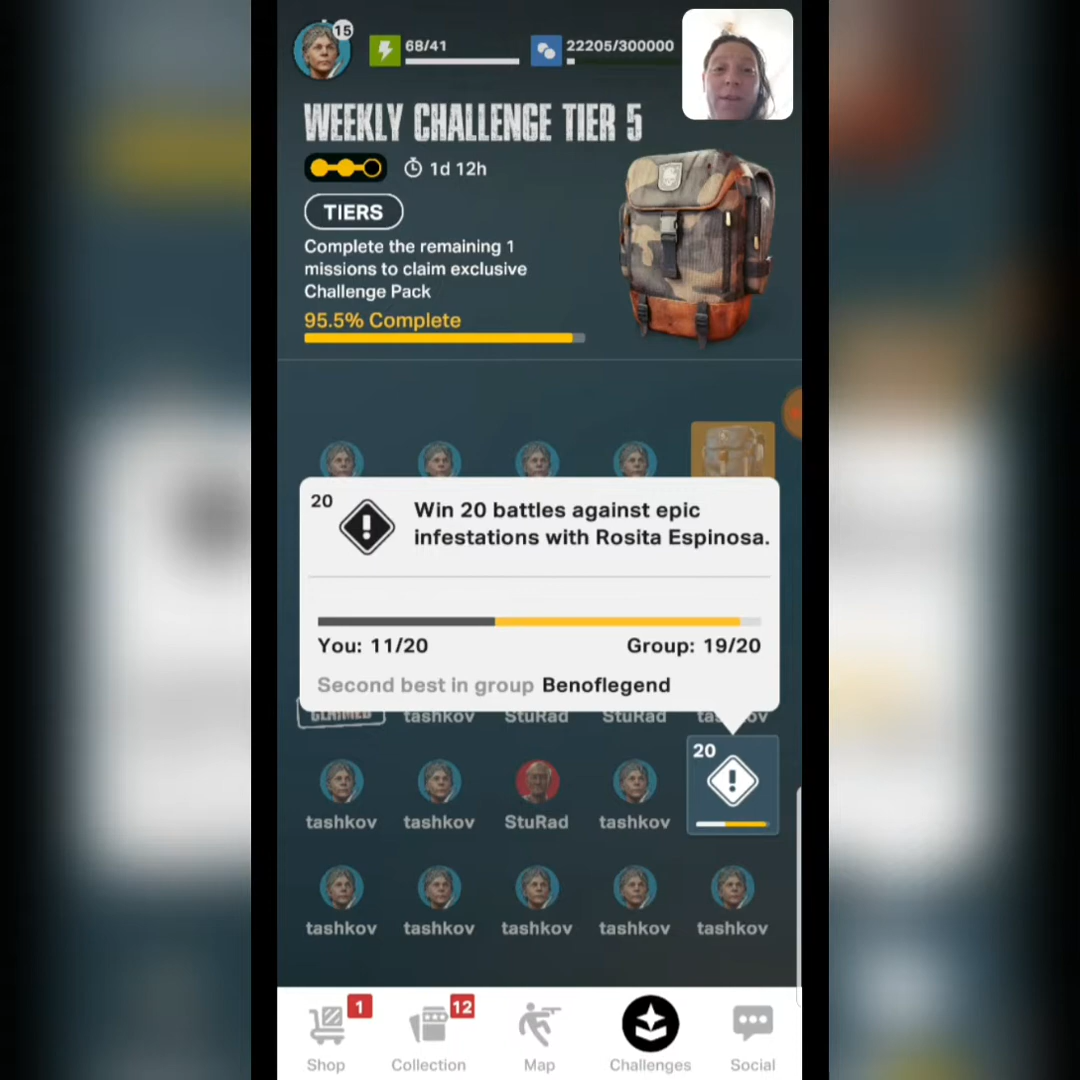 15
68/41
22205/300000
WEEKLY CHALLENGE TIER 5
1d 12h
TIERS
Complete the remaining 1
missions to claim exclusive
Challenge Pack
95.5% Complete
20
Win 20 battles against epic
infestations with Rosita Espinosa.
You: 11/20
Group: 19/20
Second best in group Benoflegend
CLAIMED
tashkov
StuRad
StuRad
tashkov
20
tashkov
tashkov
StuRad
tashkov
tashkov
tashkov
tashkov
tashkov
tashkov
1
12
Shop
Collection
Map
Challenges
Social